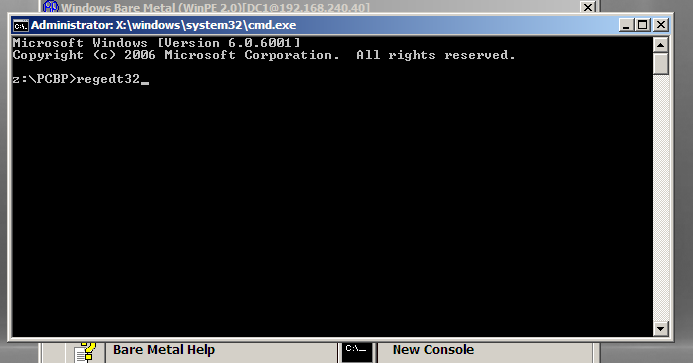 Windows Bare Metal (WinPE 2.0)[DC1@192.168.240.40]
Administrator: X:\windows\system32\cmd.exe
Microsoft Windows [Version 6.0.6001]
Copyright (c) 2006 Microsoft Corporation.  All rights reserved.
z:\PCBP>regedt32_
Bare Metal Help
C:\_
New Console